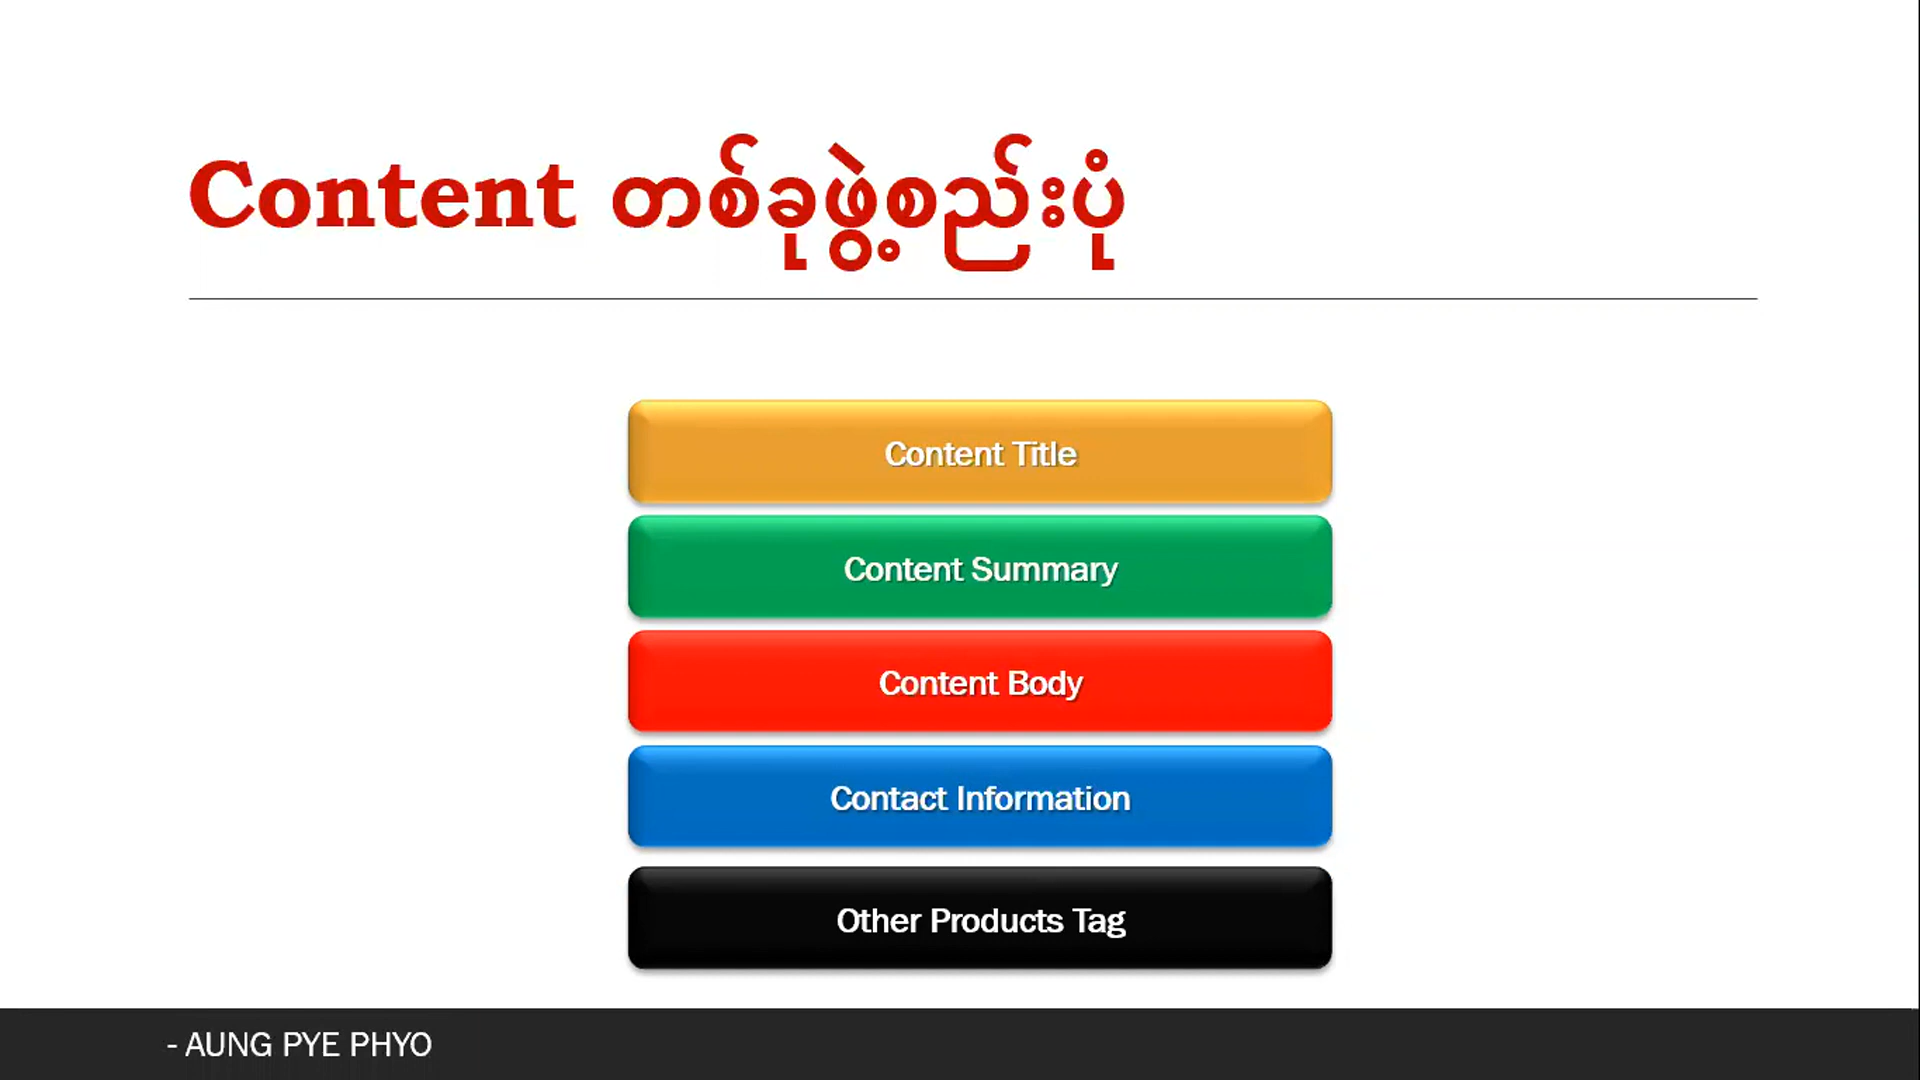 Content တစ်ခုဖွဲ့စည်းပုံ
Content Title
Content Summary
Content Body
Contact Information
Other Products Tag
- AUNG PYE PHYO